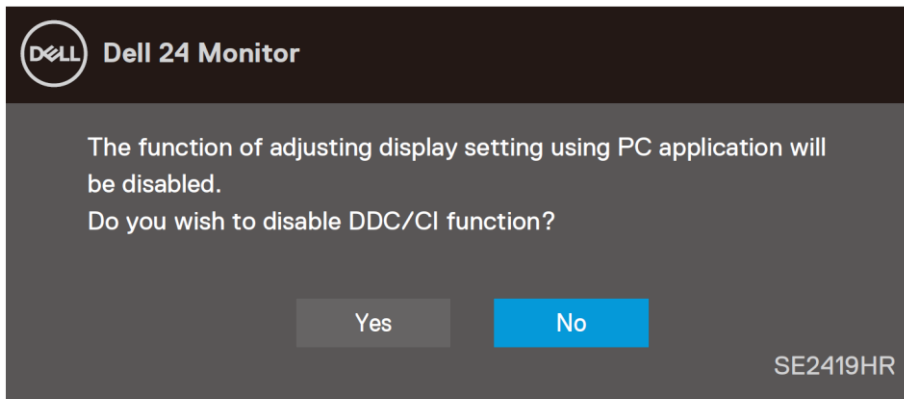 DELL Dell 24 Monitor
The function of adjusting display setting using PC application will
be disabled.
Do you wish to disable DDC/CI function?
Yes No
SE2419HR